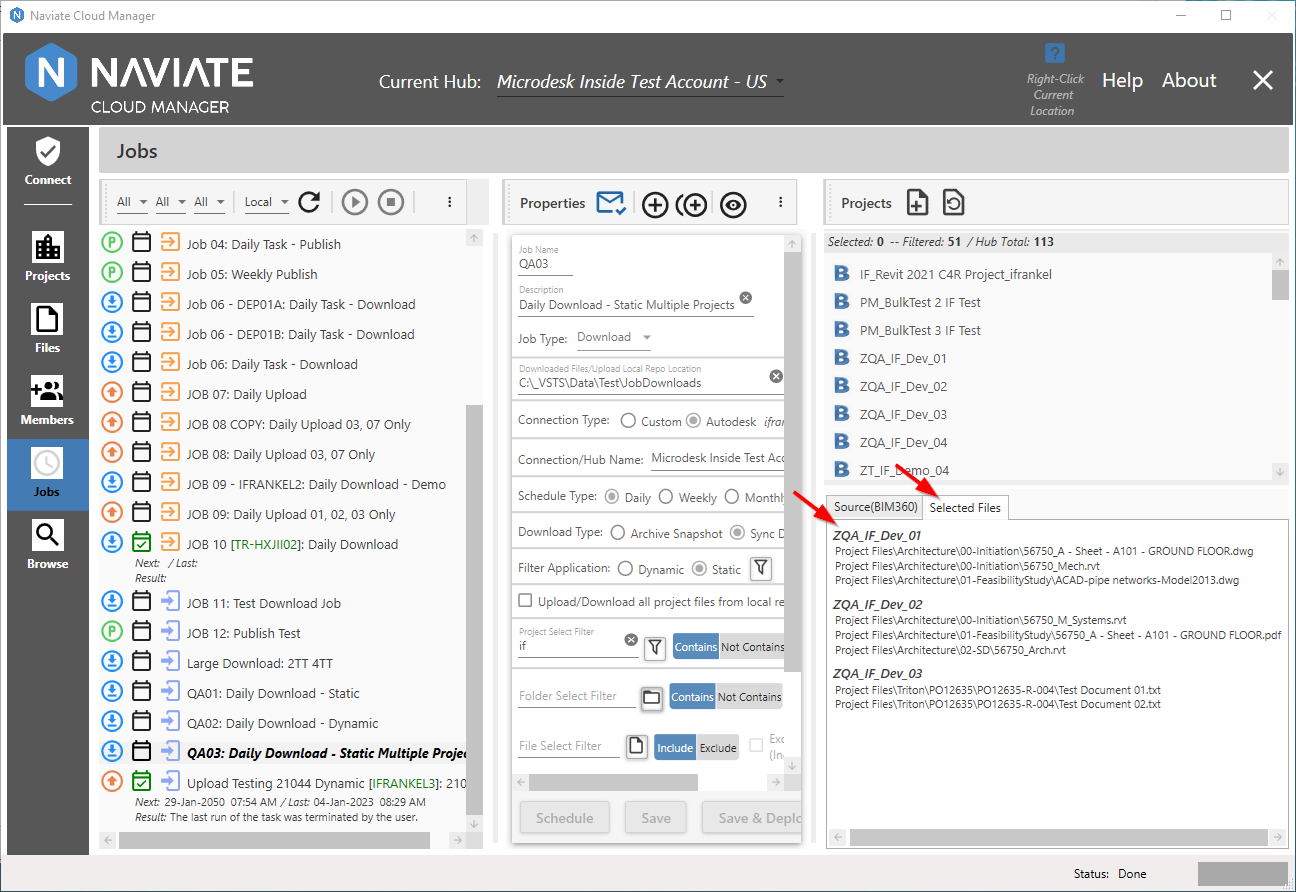 Naviate Cloud Manager
NAVIATE
CLOUD MANAGER
Current Hub: Microdesk Inside Test Account - US
?
Right-Click
Current
Location
Help
About
Connect
Projects
Files
Members
Jobs
Browse
Jobs
All All All Local
P Job 04: Daily Task - Publish
P Job 05: Weekly Publish
Job 06 - DEP01A: Daily Task - Download
Job 06 - DEP01B: Daily Task - Download
Job 06: Daily Task - Download
JOB 07: Daily Upload
JOB 08 COPY: Daily Upload 03, 07 Only
JOB 08: Daily Upload 03, 07 Only
JOB 09 - IFRANKEL2: Daily Download - Demo
JOB 09: Daily Upload 01, 02, 03 Only
JOB 10 [TR-HXJII02]: Daily Download
Next: / Last:
Result:
JOB 11: Test Download Job
P JOB 12: Publish Test
Large Download: 2TT 4TT
QA01: Daily Download - Static
QA02: Daily Download - Dynamic
QA03: Daily Download - Static Multiple Projec
Upload Testing 21044 Dynamic [IFRANKEL3]: 210
Next: 29-Jan-2050 07:54 AM / Last: 04-Jan-2023 08:29 AM
Result: The last run of the task was terminated by the user.
Properties
Job Name
QA03
Description
Daily Download - Static Multiple Projects
Job Type: Download
Downloaded Files/Upload Local Repo Location
C:\_VSTS\Data\Test\JobDownloads
Connection Type: Custom Autodesk ifran
Connection/Hub Name: Microdesk Inside Test Acc
Schedule Type: Daily Weekly Monthly
Download Type: Archive Snapshot Sync D
Filter Application: Dynamic Static
Upload/Download all project files from local re
Project Select Filter
if
Contains Not Contains
Folder Select Filter Contains Not Contains
File Select Filter Include Exclude Exc
(In
Schedule Save Save & Deplo
Projects
Selected: 0 -- Filtered: 51 / Hub Total: 113
B IF_Revit 2021 C4R Project_ifrankel
B PM_BulkTest 2 IF Test
B PM_BulkTest 3 IF Test
B ZQA_IF_Dev_01
B ZQA_IF_Dev_02
B ZQA_IF_Dev_03
B ZQA_IF_Dev_04
B ZT_IF_Demo_04
Source(BIM360) Selected Files
ZQA_IF_Dev_01
Project Files\Architecture\00-Initiation\56750_A - Sheet - A101 - GROUND FLOOR.dwg
Project Files\Architecture\00-Initiation\56750_Mech.rvt
Project Files\Architecture\01-FeasibilityStudy\ACAD-pipe networks-Model2013.dwg
ZQA_IF_Dev_02
Project Files\Architecture\00-Initiation\56750_M_Systems.rvt
Project Files\Architecture\01-FeasibilityStudy\56750_A - Sheet - A101 - GROUND FLOOR.pdf
Project Files\Architecture\02-SD\56750_Arch.rvt
ZQA_IF_Dev_03
Project Files\Triton\PO12635\PO12635-R-004\Test Document 01.txt
Project Files\Triton\PO12635\PO12635-R-004\Test Document 02.txt
Status: Done